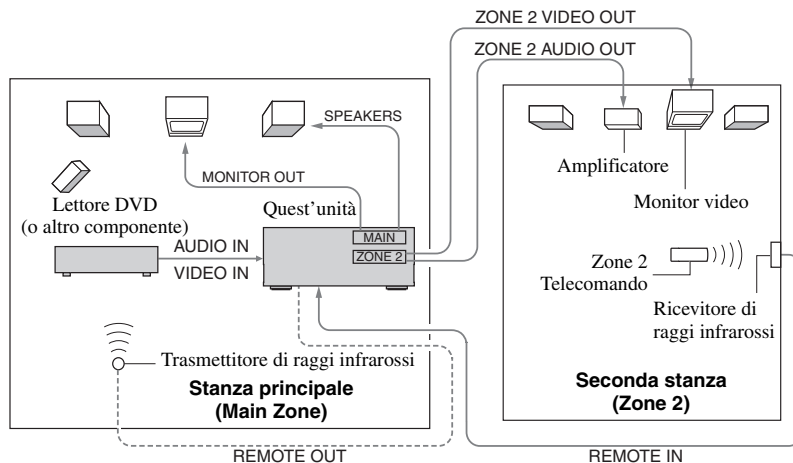 ZONE 2 VIDEO OUT
ZONE 2 AUDIO OUT
SPEAKERS
MONITOR OUT
Lettore DVD
(o altro componente)
Quest'unità
AUDIO IN
VIDEO IN
MAIN
ZONE 2
Trasmettitore di raggi infrarossi
Stanza principale
(Main Zone)
REMOTE OUT
Amplificatore
Monitor video
Zone 2
Telecomando
Ricevitore di
raggi infrarossi
Seconda stanza
(Zone 2)
REMOTE IN